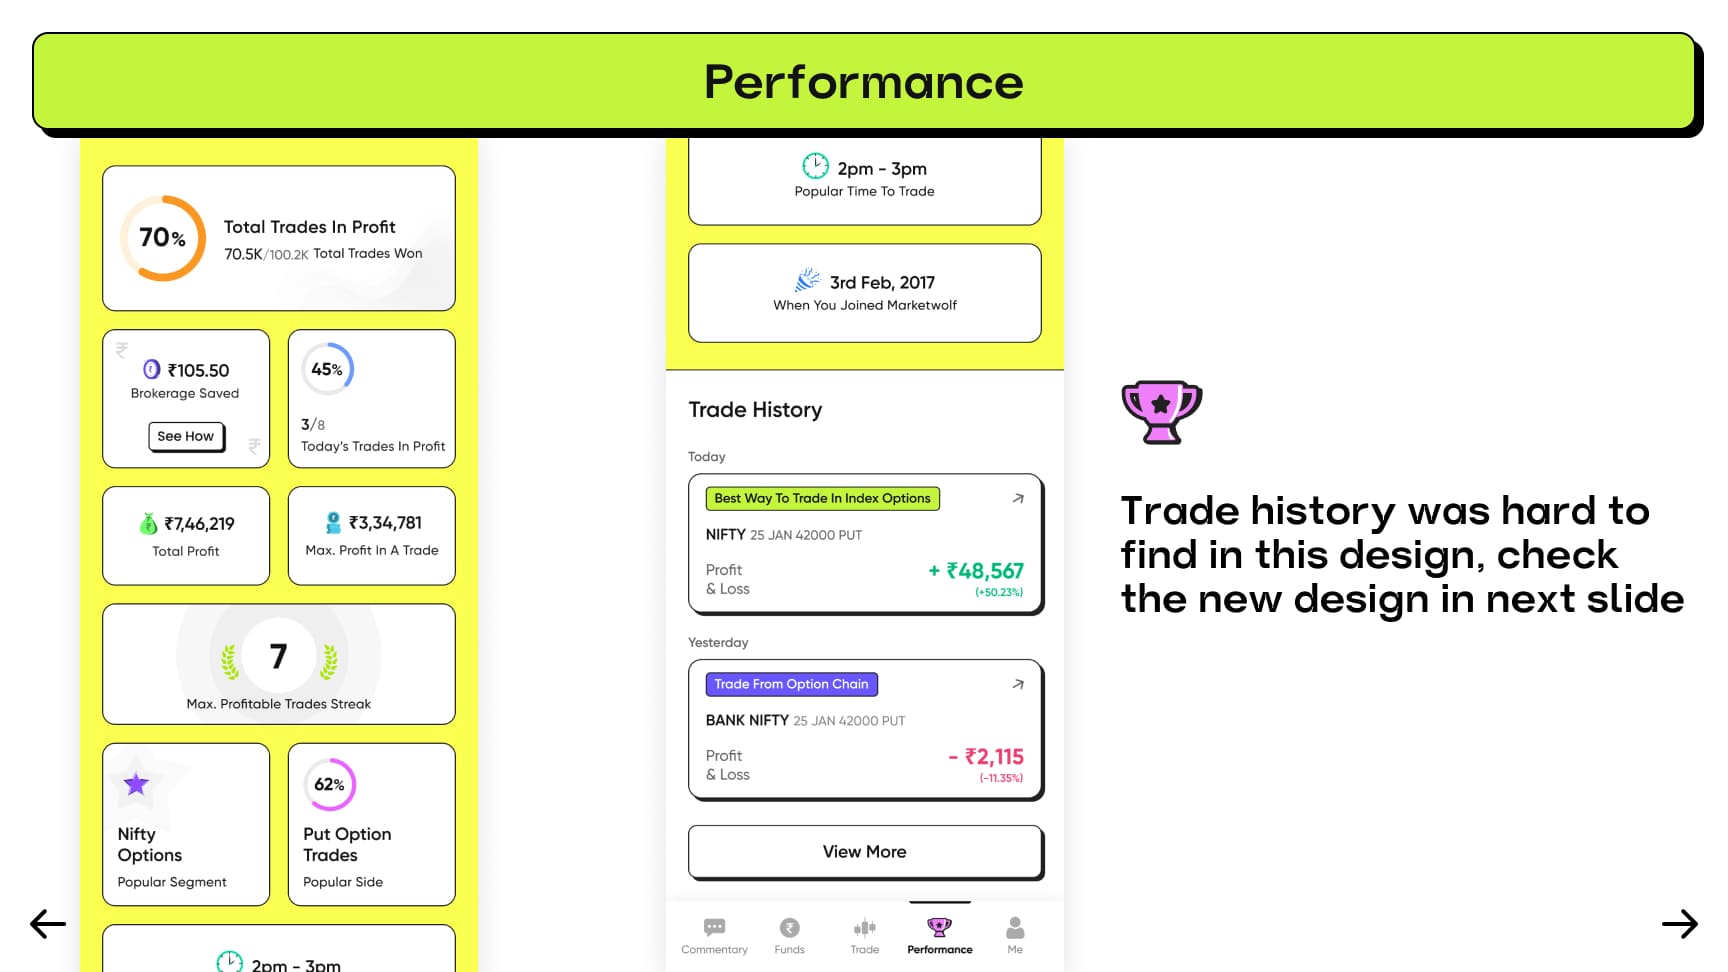 Performance
70%
Total Trades In Profit
70.5K/100.2K Total Trades Won
₹
₹105.50
Brokerage Saved
See How
₹
45%
3/8
Today's Trades In Profit
₹7,46,219
Total Profit
₹3,34,781
Max. Profit In A Trade
7
Max. Profitable Trades Streak
Nifty
Options
Popular Segment
62%
Put Option
Trades
Popular Side
2pm - 3pm
2pm - 3pm
Popular Time To Trade
3rd Feb, 2017
When You Joined Marketwolf
Trade History
Today
Best Way To Trade In Index Options
NIFTY 25 JAN 42000 PUT
Profit
& Loss
+ ₹48,567
(+50.23%)
Yesterday
Trade From Option Chain
BANK NIFTY 25 JAN 42000 PUT
Profit
& Loss
- ₹2,115
(-11.35%)
View More
Commentary
Funds
Trade
Performance
Me
Trade history was hard to
find in this design, check
the new design in next slide